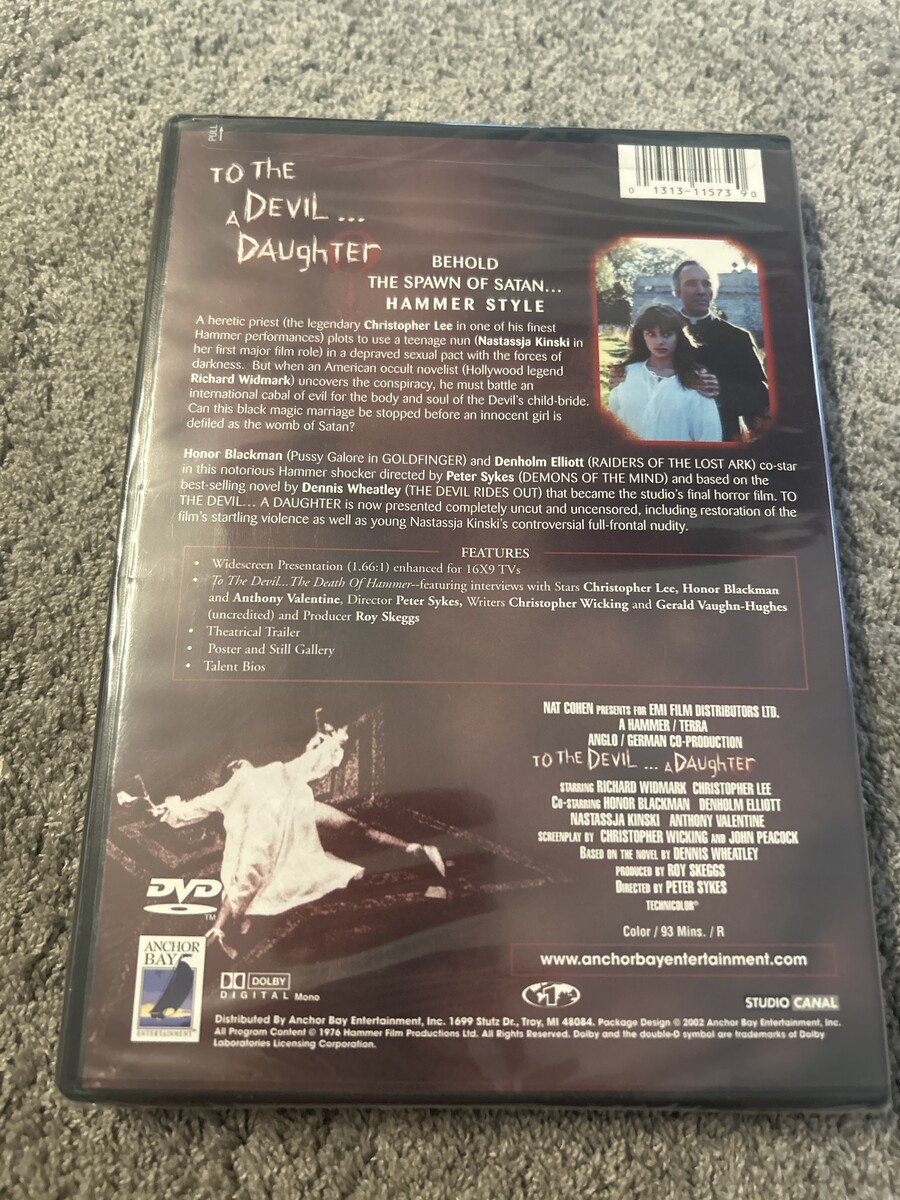 PULL
TO THE
A DEVIL ...
DAUGHTER
0 1313-11573 9 0
BEHOLD
THE SPAWN OF SATAN...
HAMMER STYLE
A heretic priest (the legendary Christopher Lee in one of his finest
Hammer performances) plots to use a teenage nun (Nastassja Kinski in
her first major film role) in a depraved sexual pact with the forces of
darkness. But when an American occult novelist (Hollywood legend
Richard Widmark) uncovers the conspiracy, he must battle an
international cabal of evil for the body and soul of the Devil's child-bride.
Can this black magic marriage be stopped before an innocent girl is
defiled as the womb of Satan?
Honor Blackman (Pussy Galore in GOLDFINGER) and Denholm Elliott (RAIDERS OF THE LOST ARK) co-star
in this notorious Hammer shocker directed by Peter Sykes (DEMONS OF THE MIND) and based on the
best-selling novel by Dennis Wheatley (THE DEVIL RIDES OUT) that became the studio's final horror film. TO
THE DEVIL... A DAUGHTER is now presented completely uncut and uncensored, including restoration of the
film's startling violence as well as young Nastassja Kinski's controversial full-frontal nudity.
FEATURES
• Widescreen Presentation (1.66:1) enhanced for 16X9 TVs
• To The Devil...The Death Of Hammer--featuring interviews with Stars Christopher Lee, Honor Blackman
and Anthony Valentine, Director Peter Sykes, Writers Christopher Wicking and Gerald Vaughn-Hughes
(uncredited) and Producer Roy Skeggs
• Theatrical Trailer
• Poster and Still Gallery
• Talent Bios
NAT COHEN PRESENTS FOR EMI FILM DISTRIBUTORS LTD.
A HAMMER / TERRA
ANGLO / GERMAN CO-PRODUCTION
TO THE DEVIL ... A DAUGHTER
STARRING RICHARD WIDMARK CHRISTOPHER LEE
CO-STARRING HONOR BLACKMAN DENHOLM ELLIOTT
NASTASSJA KINSKI ANTHONY VALENTINE
SCREENPLAY BY CHRISTOPHER WICKING AND JOHN PEACOCK
BASED ON THE NOVEL BY DENNIS WHEATLEY
PRODUCED BY ROY SKEGGS
DIRECTED BY PETER SYKES
TECHNICOLOR®
Color / 93 Mins. / R
www.anchorbayentertainment.com
DVD
TM
ANCHOR
BAY
ENTERTAINMENT
DOLBY
DIGITAL Mono
1
STUDIO CANAL
Distributed By Anchor Bay Entertainment, Inc. 1699 Stutz Dr., Troy, MI 48084. Package Design © 2002 Anchor Bay Entertainment, Inc.
All Program Content © 1976 Hammer Film Productions Ltd. All Rights Reserved. Dolby and the double-D symbol are trademarks of Dolby
Laboratories Licensing Corporation.